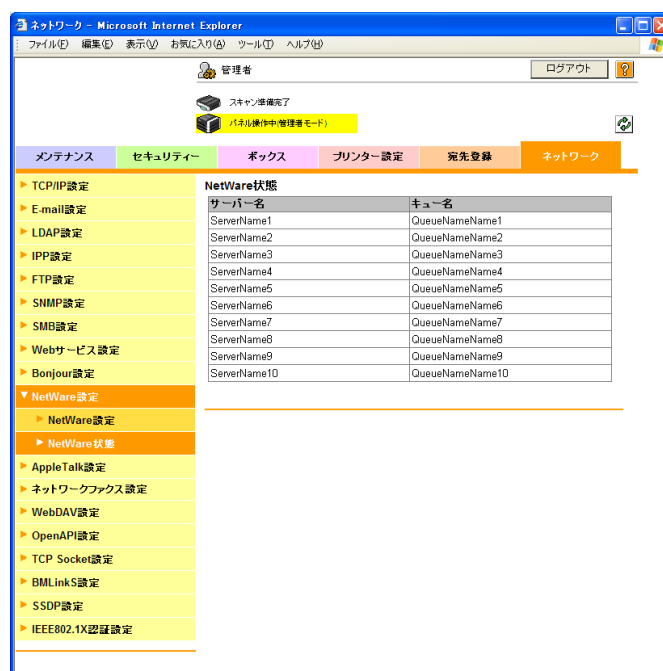 ネットワーク - Microsoft Internet Explorer
ファイル(F) 編集(E) 表示(V) お気に入り(A) ツール(T) ヘルプ(H)
管理者
ログアウト
?
スキャン準備完了
パネル操作中(管理者モード)
メンテナンス セキュリティー ボックス プリンター設定 宛先登録 ネットワーク
TCP/IP設定
E-mail設定
LDAP設定
IPP設定
FTP設定
SNMP設定
SMB設定
Webサービス設定
Bonjour設定
NetWare設定
NetWare設定
NetWare状態
AppleTalk設定
ネットワークファクス設定
WebDAV設定
OpenAPI設定
TCP Socket設定
BMLinkS設定
SSDP設定
IEEE802.1X認証設定
NetWare状態
サーバー名 キュー名
ServerName1 QueueNameName1
ServerName2 QueueNameName2
ServerName3 QueueNameName3
ServerName4 QueueNameName4
ServerName5 QueueNameName5
ServerName6 QueueNameName6
ServerName7 QueueNameName7
ServerName8 QueueNameName8
ServerName9 QueueNameName9
ServerName10 QueueNameName10